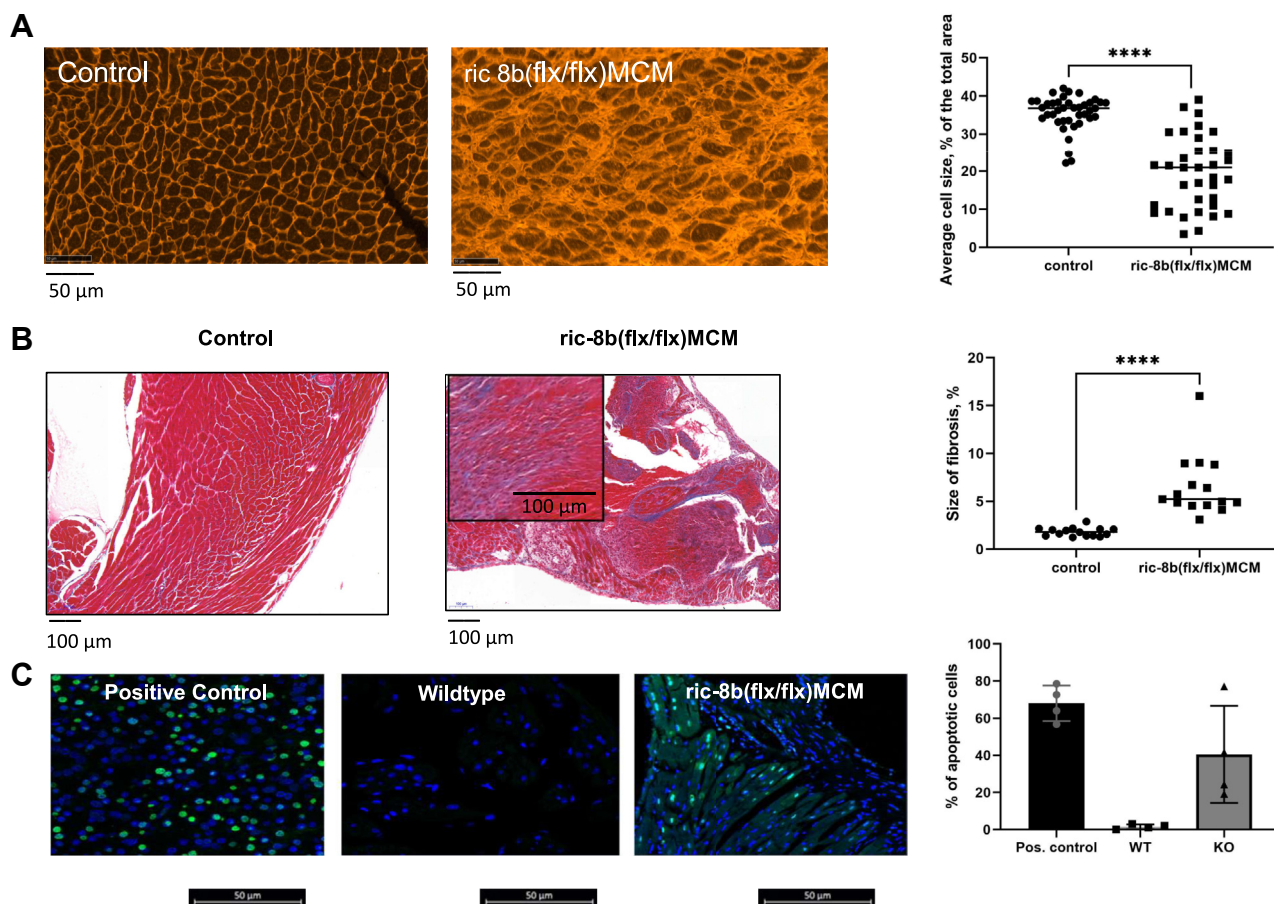 A
Control
ric 8b(flx/flx)MCM
50 µm
50 µm
Average cell size, % of the total area
50
40
30
20
10
0
****
control
ric-8b(flx/flx)MCM
B
Control
ric-8b(flx/flx)MCM
100 µm
100 µm
100 µm
Size of fibrosis, %
20
15
10
5
0
****
control
ric-8b(flx/flx)MCM
C
Positive Control
Wildtype
ric-8b(flx/flx)MCM
50 µm
50 µm
50 µm
% of apoptotic cells
100
80
60
40
20
0
Pos. control
WT
KO